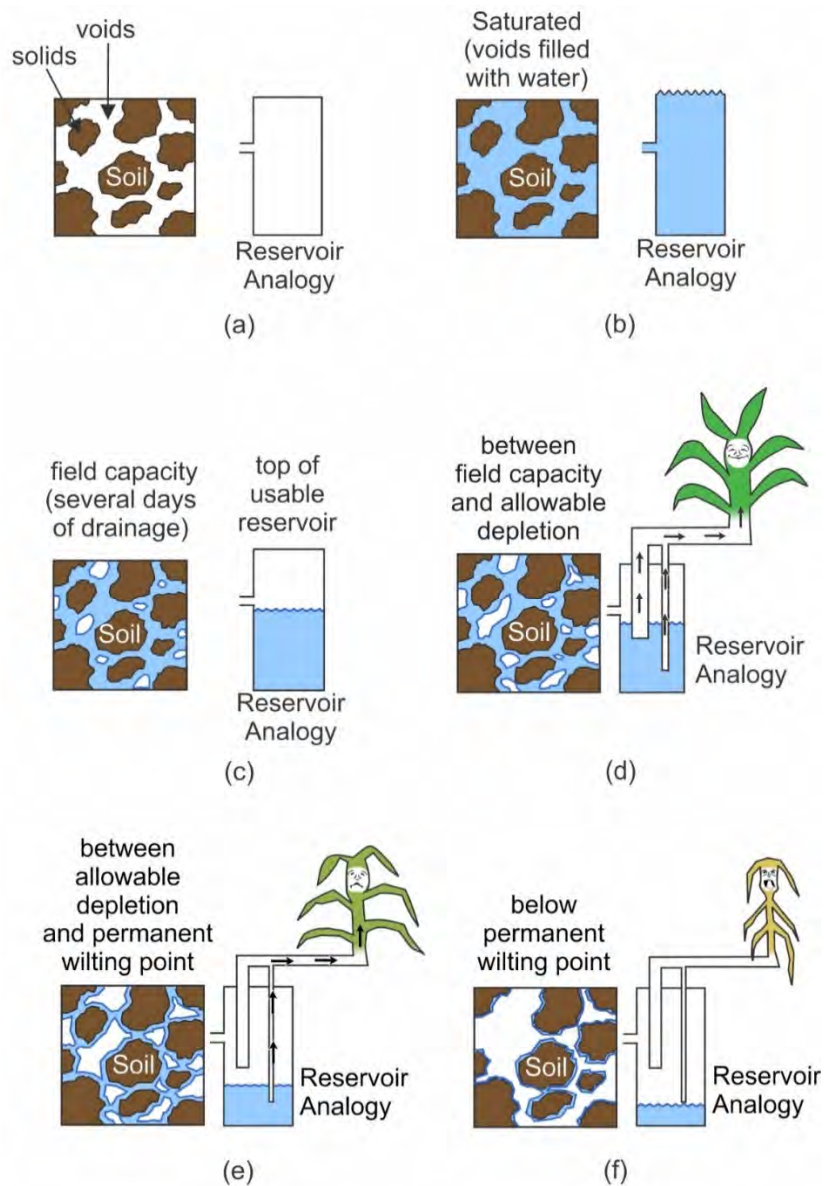 voids
solids
Soil
Reservoir
Analogy
(a)
Saturated
(voids filled
with water)
Soil
Reservoir
Analogy
(b)
field capacity
(several days
of drainage)
top of
usable
reservoir
Soil
Reservoir
Analogy
(c)
between
field capacity
and allowable
depletion
Soil
Reservoir
Analogy
(d)
between
allowable
depletion
and permanent
wilting point
Soil
Reservoir
Analogy
(e)
below
permanent
wilting point
Soil
Reservoir
Analogy
(f)